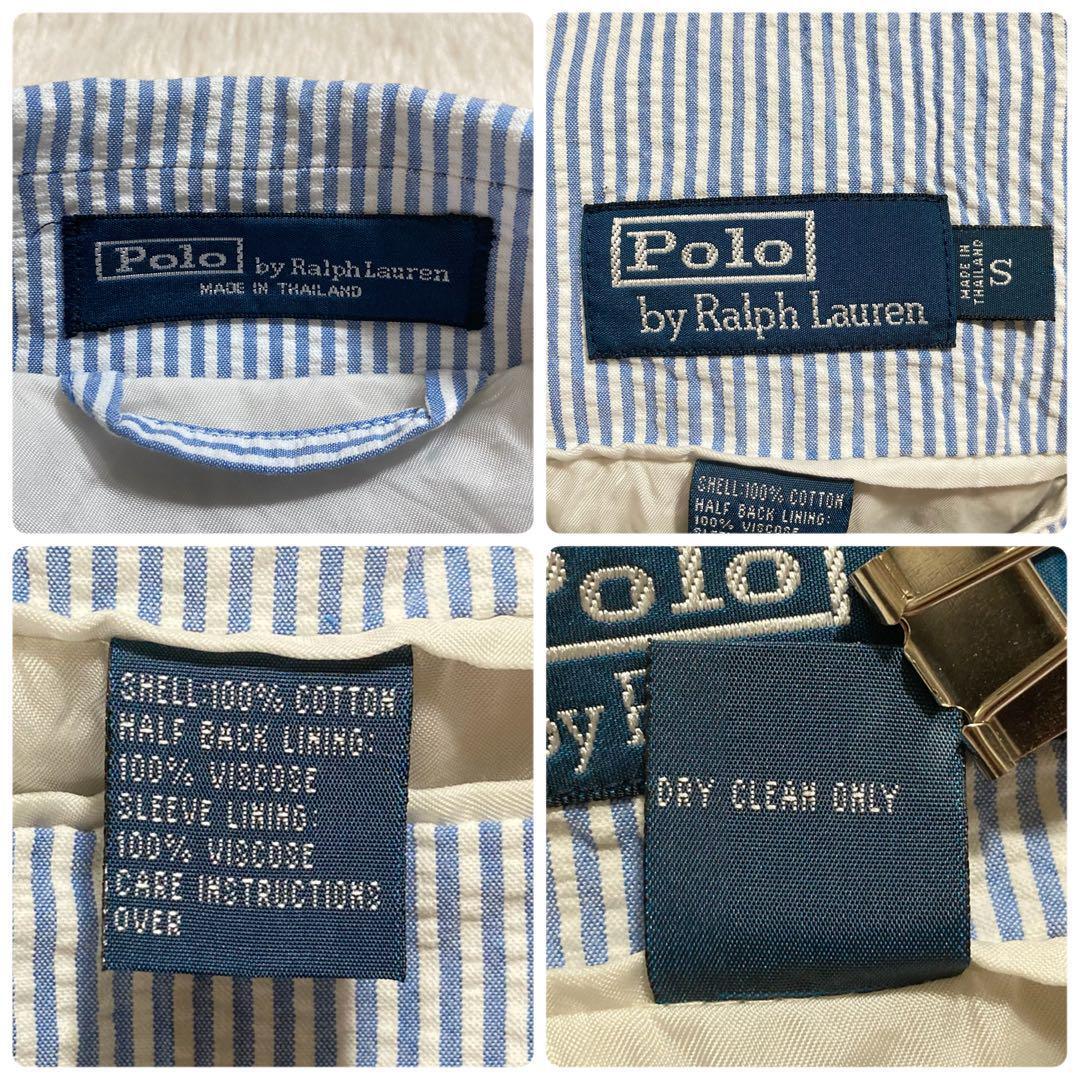 Polo by Ralph Lauren
MADE IN THAILAND
Polo
by Ralph Lauren
MADE IN
THAILAND
S
SHELL:100% COTTON
HALF BACK LINING:
100% VISCOSE
SHELL:100% COTTON
HALF BACK LINING:
100% VISCOSE
SLEEVE LINING:
100% VISCOSE
CARE INSTRUCTIONS
OVER
Polo
by R
DRY CLEAN ONLY